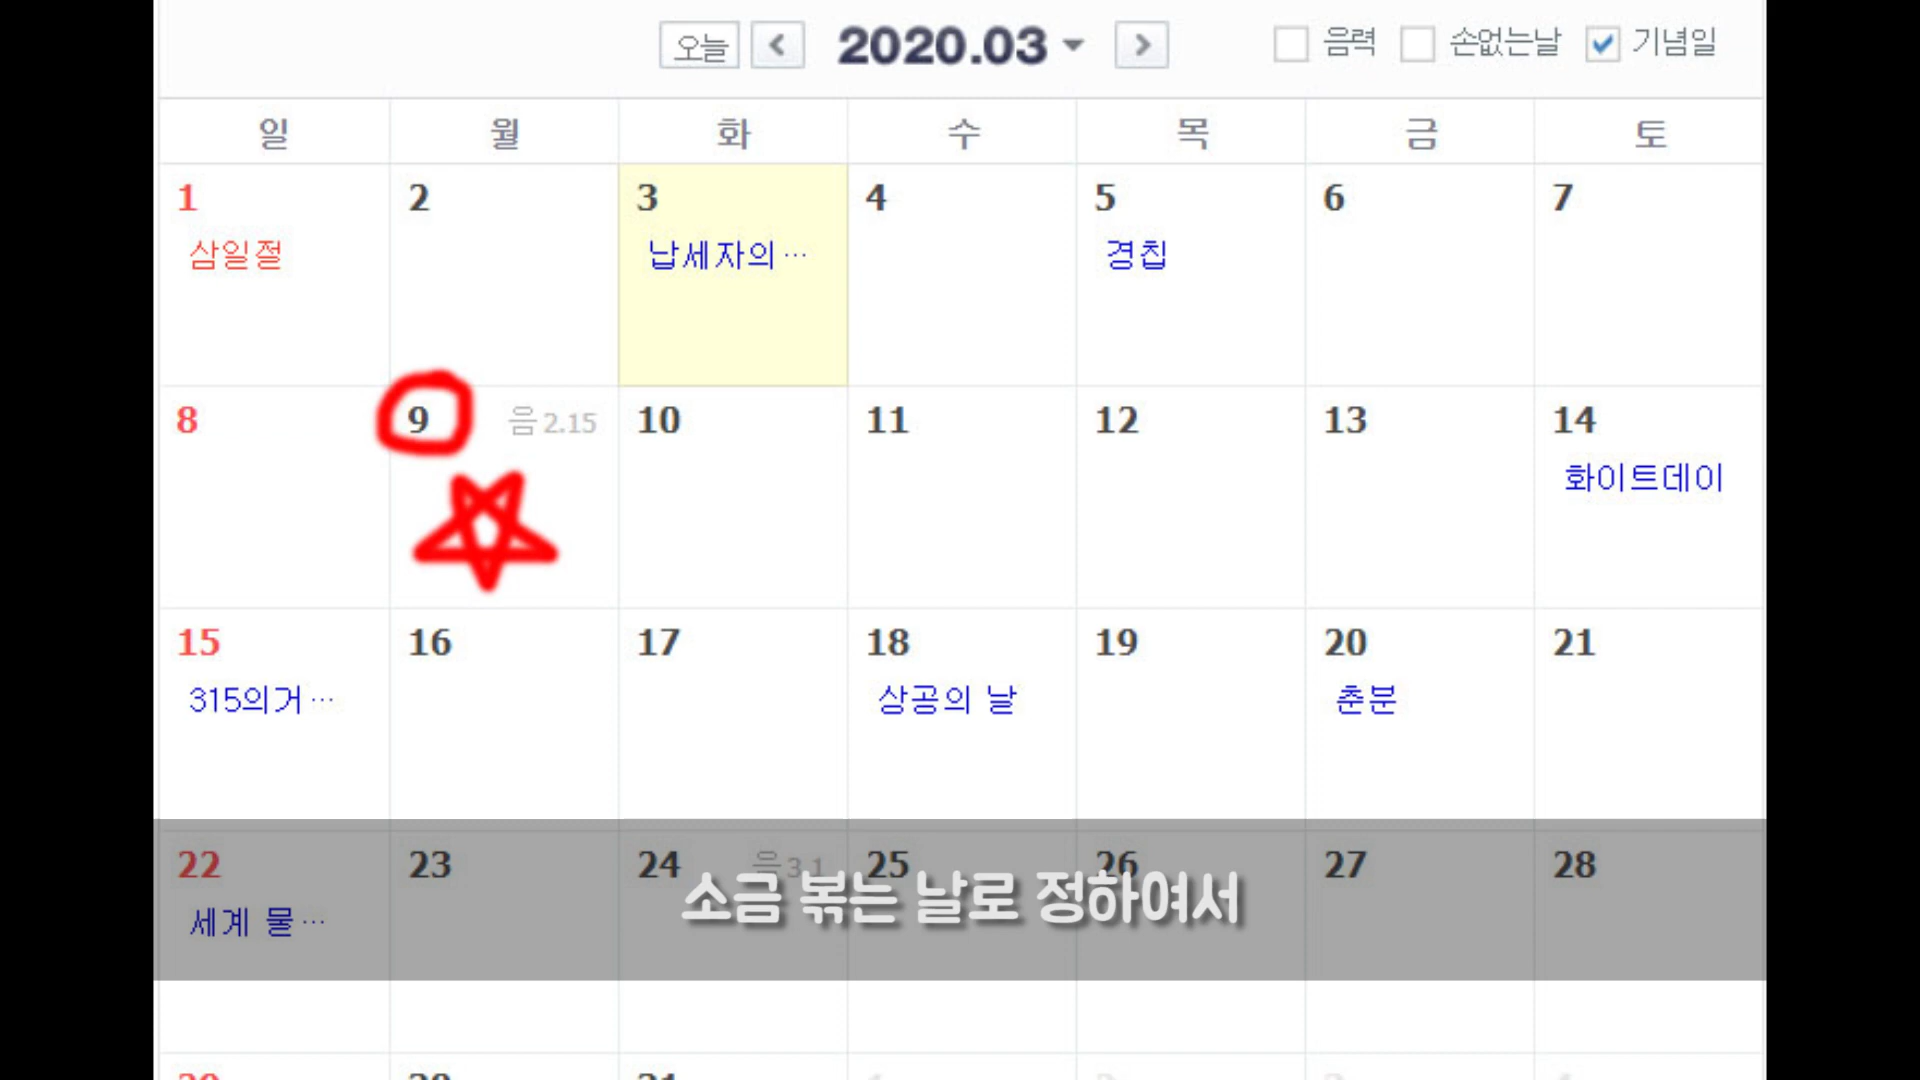 오늘 2020.03 음력 손없는날 기념일
일 월 화 수 목 금 토
1 2 3 4 5 6 7
삼일절 납세자의… 경칩
8 9 음 2.15 10 11 12 13 14
화이트데이
15 16 17 18 19 20 21
315의거… 상공의 날 춘분
22 23 24 음 3.1 25 26 27 28
세계 물…
소금 볶는 날로 정하여서